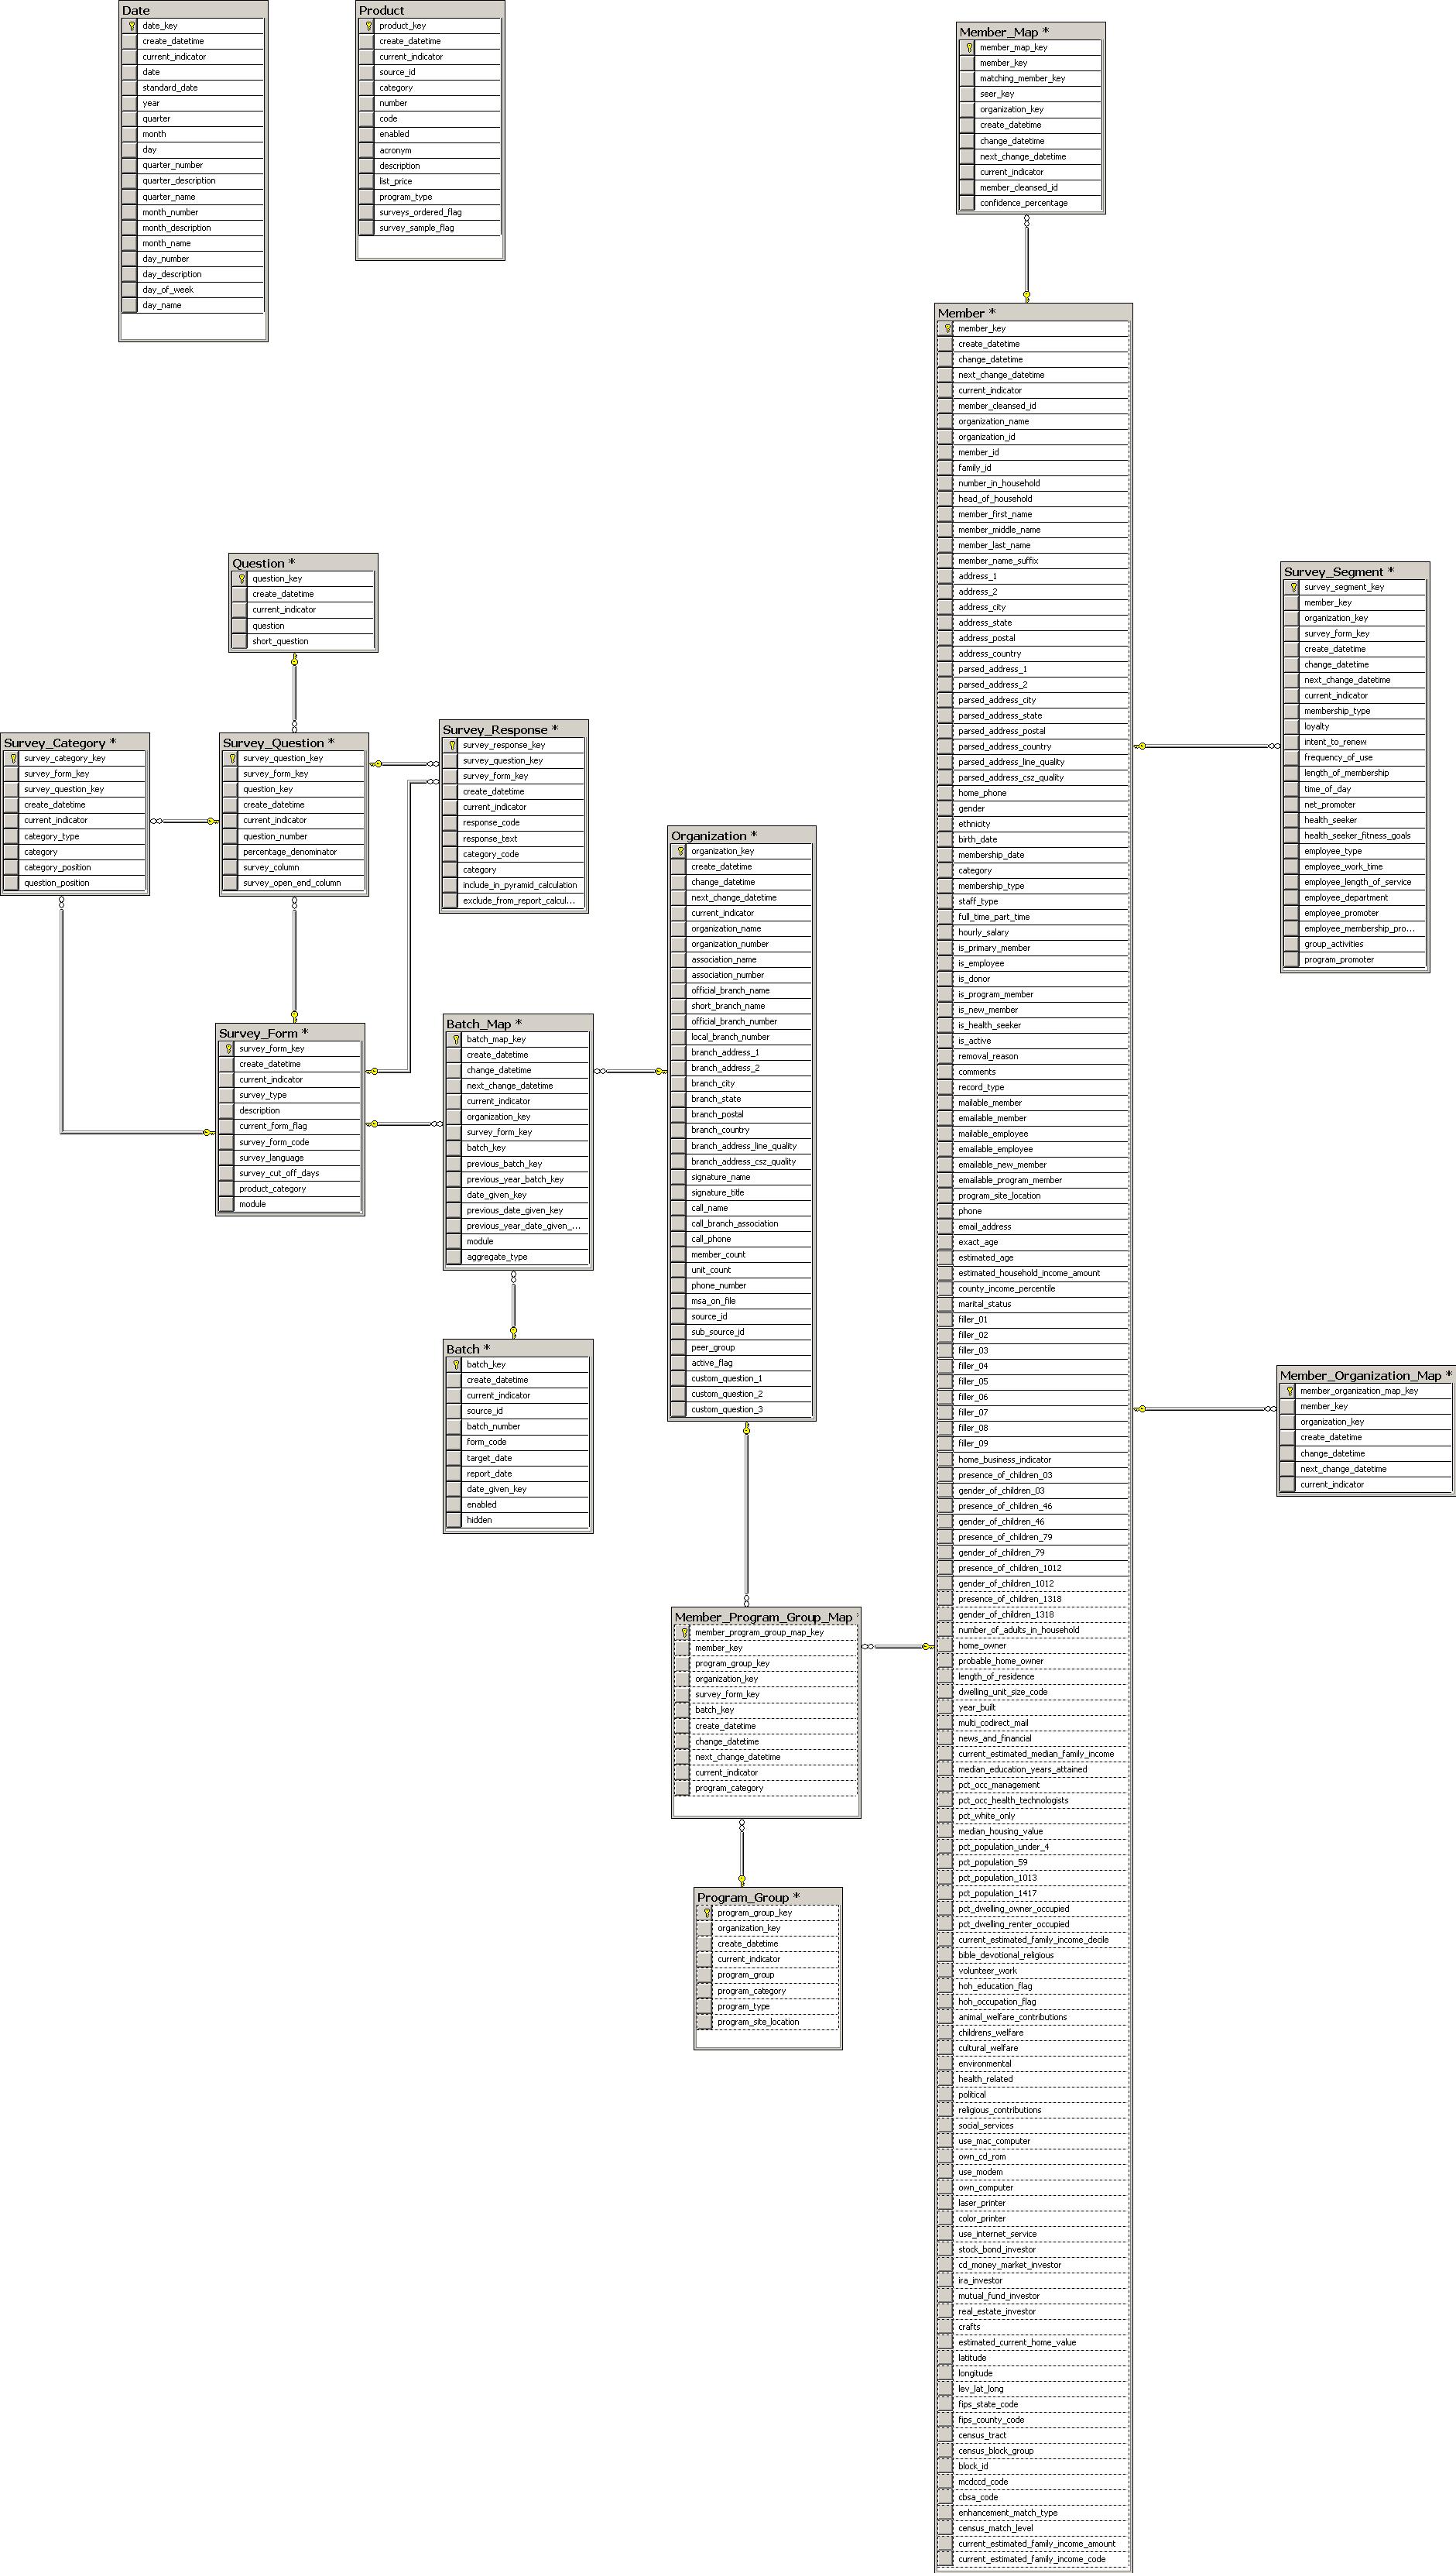 Date
date_key
create_datetime
current_indicator
date
standard_date
year
quarter
month
day
quarter_number
quarter_description
quarter_name
month_number
month_description
month_name
day_number
day_description
day_of_week
day_name
Product
product_key
create_datetime
current_indicator
source_id
category
number
code
enabled
acronym
description
list_price
program_type
surveys_ordered_flag
survey_sample_flag
Member_Map *
member_map_key
member_key
matching_member_key
seer_key
organization_key
create_datetime
change_datetime
next_change_datetime
current_indicator
member_cleansed_id
confidence_percentage
Question *
question_key
create_datetime
current_indicator
question
short_question
Survey_Category *
survey_category_key
survey_form_key
survey_question_key
create_datetime
current_indicator
category_type
category
category_position
question_position
Survey_Question *
survey_question_key
survey_form_key
question_key
create_datetime
current_indicator
question_number
percentage_denominator
survey_column
survey_open_end_column
Survey_Response *
survey_response_key
survey_question_key
survey_form_key
create_datetime
current_indicator
response_code
response_text
category_code
category
include_in_pyramid_calculation
exclude_from_report_calcul...
Survey_Form *
survey_form_key
create_datetime
current_indicator
survey_type
description
current_form_flag
survey_form_code
survey_language
survey_cut_off_days
product_category
module
Batch_Map *
batch_map_key
create_datetime
change_datetime
next_change_datetime
current_indicator
organization_key
survey_form_key
batch_key
previous_batch_key
previous_year_batch_key
date_given_key
previous_date_given_key
previous_year_date_given_...
module
aggregate_type
Batch *
batch_key
create_datetime
current_indicator
source_id
batch_number
form_code
target_date
report_date
date_given_key
enabled
hidden
Organization *
organization_key
create_datetime
change_datetime
next_change_datetime
current_indicator
organization_name
organization_number
association_name
association_number
official_branch_name
short_branch_name
official_branch_number
local_branch_number
branch_address_1
branch_address_2
branch_city
branch_state
branch_postal
branch_country
branch_address_line_quality
branch_address_csz_quality
signature_name
signature_title
call_name
call_branch_association
call_phone
member_count
unit_count
phone_number
msa_on_file
source_id
sub_source_id
peer_group
active_flag
custom_question_1
custom_question_2
custom_question_3
Member_Program_Group_Map
member_program_group_map_key
member_key
program_group_key
organization_key
survey_form_key
batch_key
create_datetime
change_datetime
next_change_datetime
current_indicator
program_category
Program_Group *
program_group_key
organization_key
create_datetime
current_indicator
program_group
program_category
program_type
program_site_location
Member *
member_key
create_datetime
change_datetime
next_change_datetime
current_indicator
member_cleansed_id
organization_name
organization_id
member_id
family_id
number_in_household
head_of_household
member_first_name
member_middle_name
member_last_name
member_name_suffix
address_1
address_2
address_city
address_state
address_postal
address_country
parsed_address_1
parsed_address_2
parsed_address_city
parsed_address_state
parsed_address_postal
parsed_address_country
parsed_address_line_quality
parsed_address_csz_quality
home_phone
gender
ethnicity
birth_date
membership_date
category
membership_type
staff_type
full_time_part_time
hourly_salary
is_primary_member
is_employee
is_donor
is_program_member
is_new_member
is_health_seeker
is_active
removal_reason
comments
record_type
mailable_member
emailable_member
mailable_employee
emailable_employee
emailable_new_member
emailable_program_member
program_site_location
phone
email_address
exact_age
estimated_age
estimated_household_income_amount
county_income_percentile
marital_status
filler_01
filler_02
filler_03
filler_04
filler_05
filler_06
filler_07
filler_08
filler_09
home_business_indicator
presence_of_children_03
gender_of_children_03
presence_of_children_46
gender_of_children_46
presence_of_children_79
gender_of_children_79
presence_of_children_1012
gender_of_children_1012
presence_of_children_1318
gender_of_children_1318
number_of_adults_in_household
home_owner
probable_home_owner
length_of_residence
dwelling_unit_size_code
year_built
multi_codirect_mail
news_and_financial
current_estimated_median_family_income
median_education_years_attained
pct_occ_management
pct_occ_health_technologists
pct_white_only
median_housing_value
pct_population_under_4
pct_population_59
pct_population_1013
pct_population_1417
pct_dwelling_owner_occupied
pct_dwelling_renter_occupied
current_estimated_family_income_decile
bible_devotional_religious
volunteer_work
hoh_education_flag
hoh_occupation_flag
animal_welfare_contributions
childrens_welfare
cultural_welfare
environmental
health_related
political
religious_contributions
social_services
use_mac_computer
own_cd_rom
use_modem
own_computer
laser_printer
color_printer
use_internet_service
stock_bond_investor
cd_money_market_investor
ira_investor
mutual_fund_investor
real_estate_investor
crafts
estimated_current_home_value
latitude
longitude
lev_lat_long
fips_state_code
fips_county_code
census_tract
census_block_group
block_id
mcdccd_code
cbsa_code
enhancement_match_type
census_match_level
current_estimated_family_income_amount
current_estimated_family_income_code
Survey_Segment *
survey_segment_key
member_key
organization_key
survey_form_key
create_datetime
change_datetime
next_change_datetime
current_indicator
membership_type
loyalty
intent_to_renew
frequency_of_use
length_of_membership
time_of_day
net_promoter
health_seeker
health_seeker_fitness_goals
employee_type
employee_work_time
employee_length_of_service
employee_department
employee_promoter
employee_membership_pro...
group_activities
program_promoter
Member_Organization_Map *
member_organization_map_key
member_key
organization_key
create_datetime
change_datetime
next_change_datetime
current_indicator